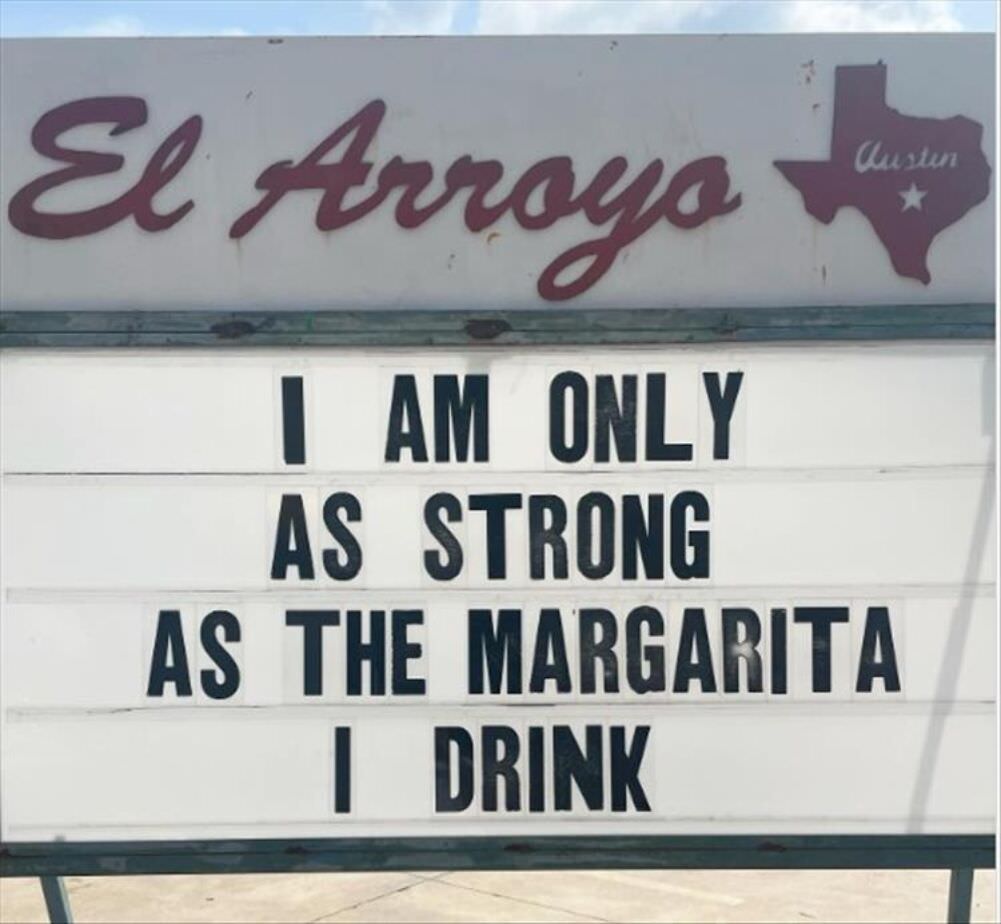 El Arroyo
Austin
I AM ONLY
AS STRONG
AS THE MARGARITA
I DRINK